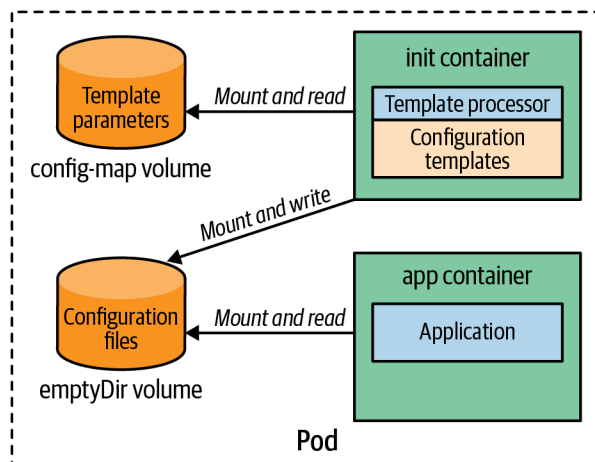 init container
Template
parameters
Mount and read
Template processor
Configuration
templates
config-map volume
Mount and write
app container
Configuration
files
Mount and read
Application
emptyDir volume
Pod